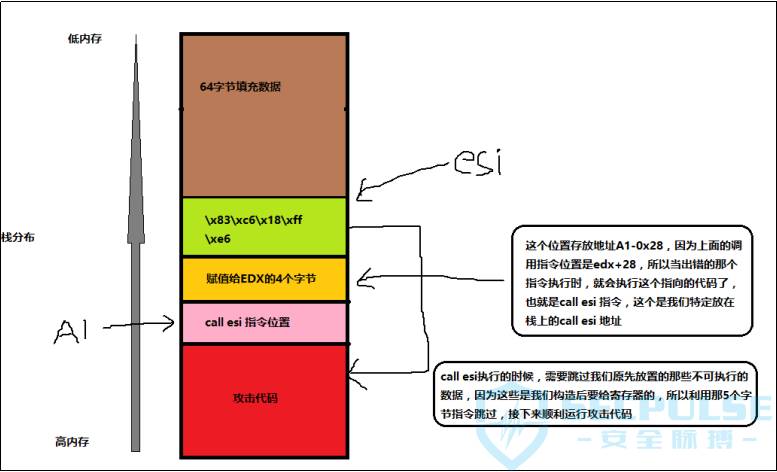 低内存
64字节填充数据
esi
栈分布
\x83\xc6\x18\xff
\xe6
这个位置存放地址A1-0x28，因为上面的调
用指令位置是edx+28，所以当出错的那个
指令执行时，就会执行这个指向的代码了，
也就是call esi 指令，这个是我们特定放在
栈上的call esi 地址
赋值给EDX的4个字节
A1
call esi 指令位置
攻击代码
call esi执行的时候，需要跳过我们原先放置的那些不可执行的
数据，因为这些是我们构造后要给寄存器的，所以利用那5个字
节指令跳过，接下来顺利运行攻击代码
高内存
SECPULSE
安全脉搏